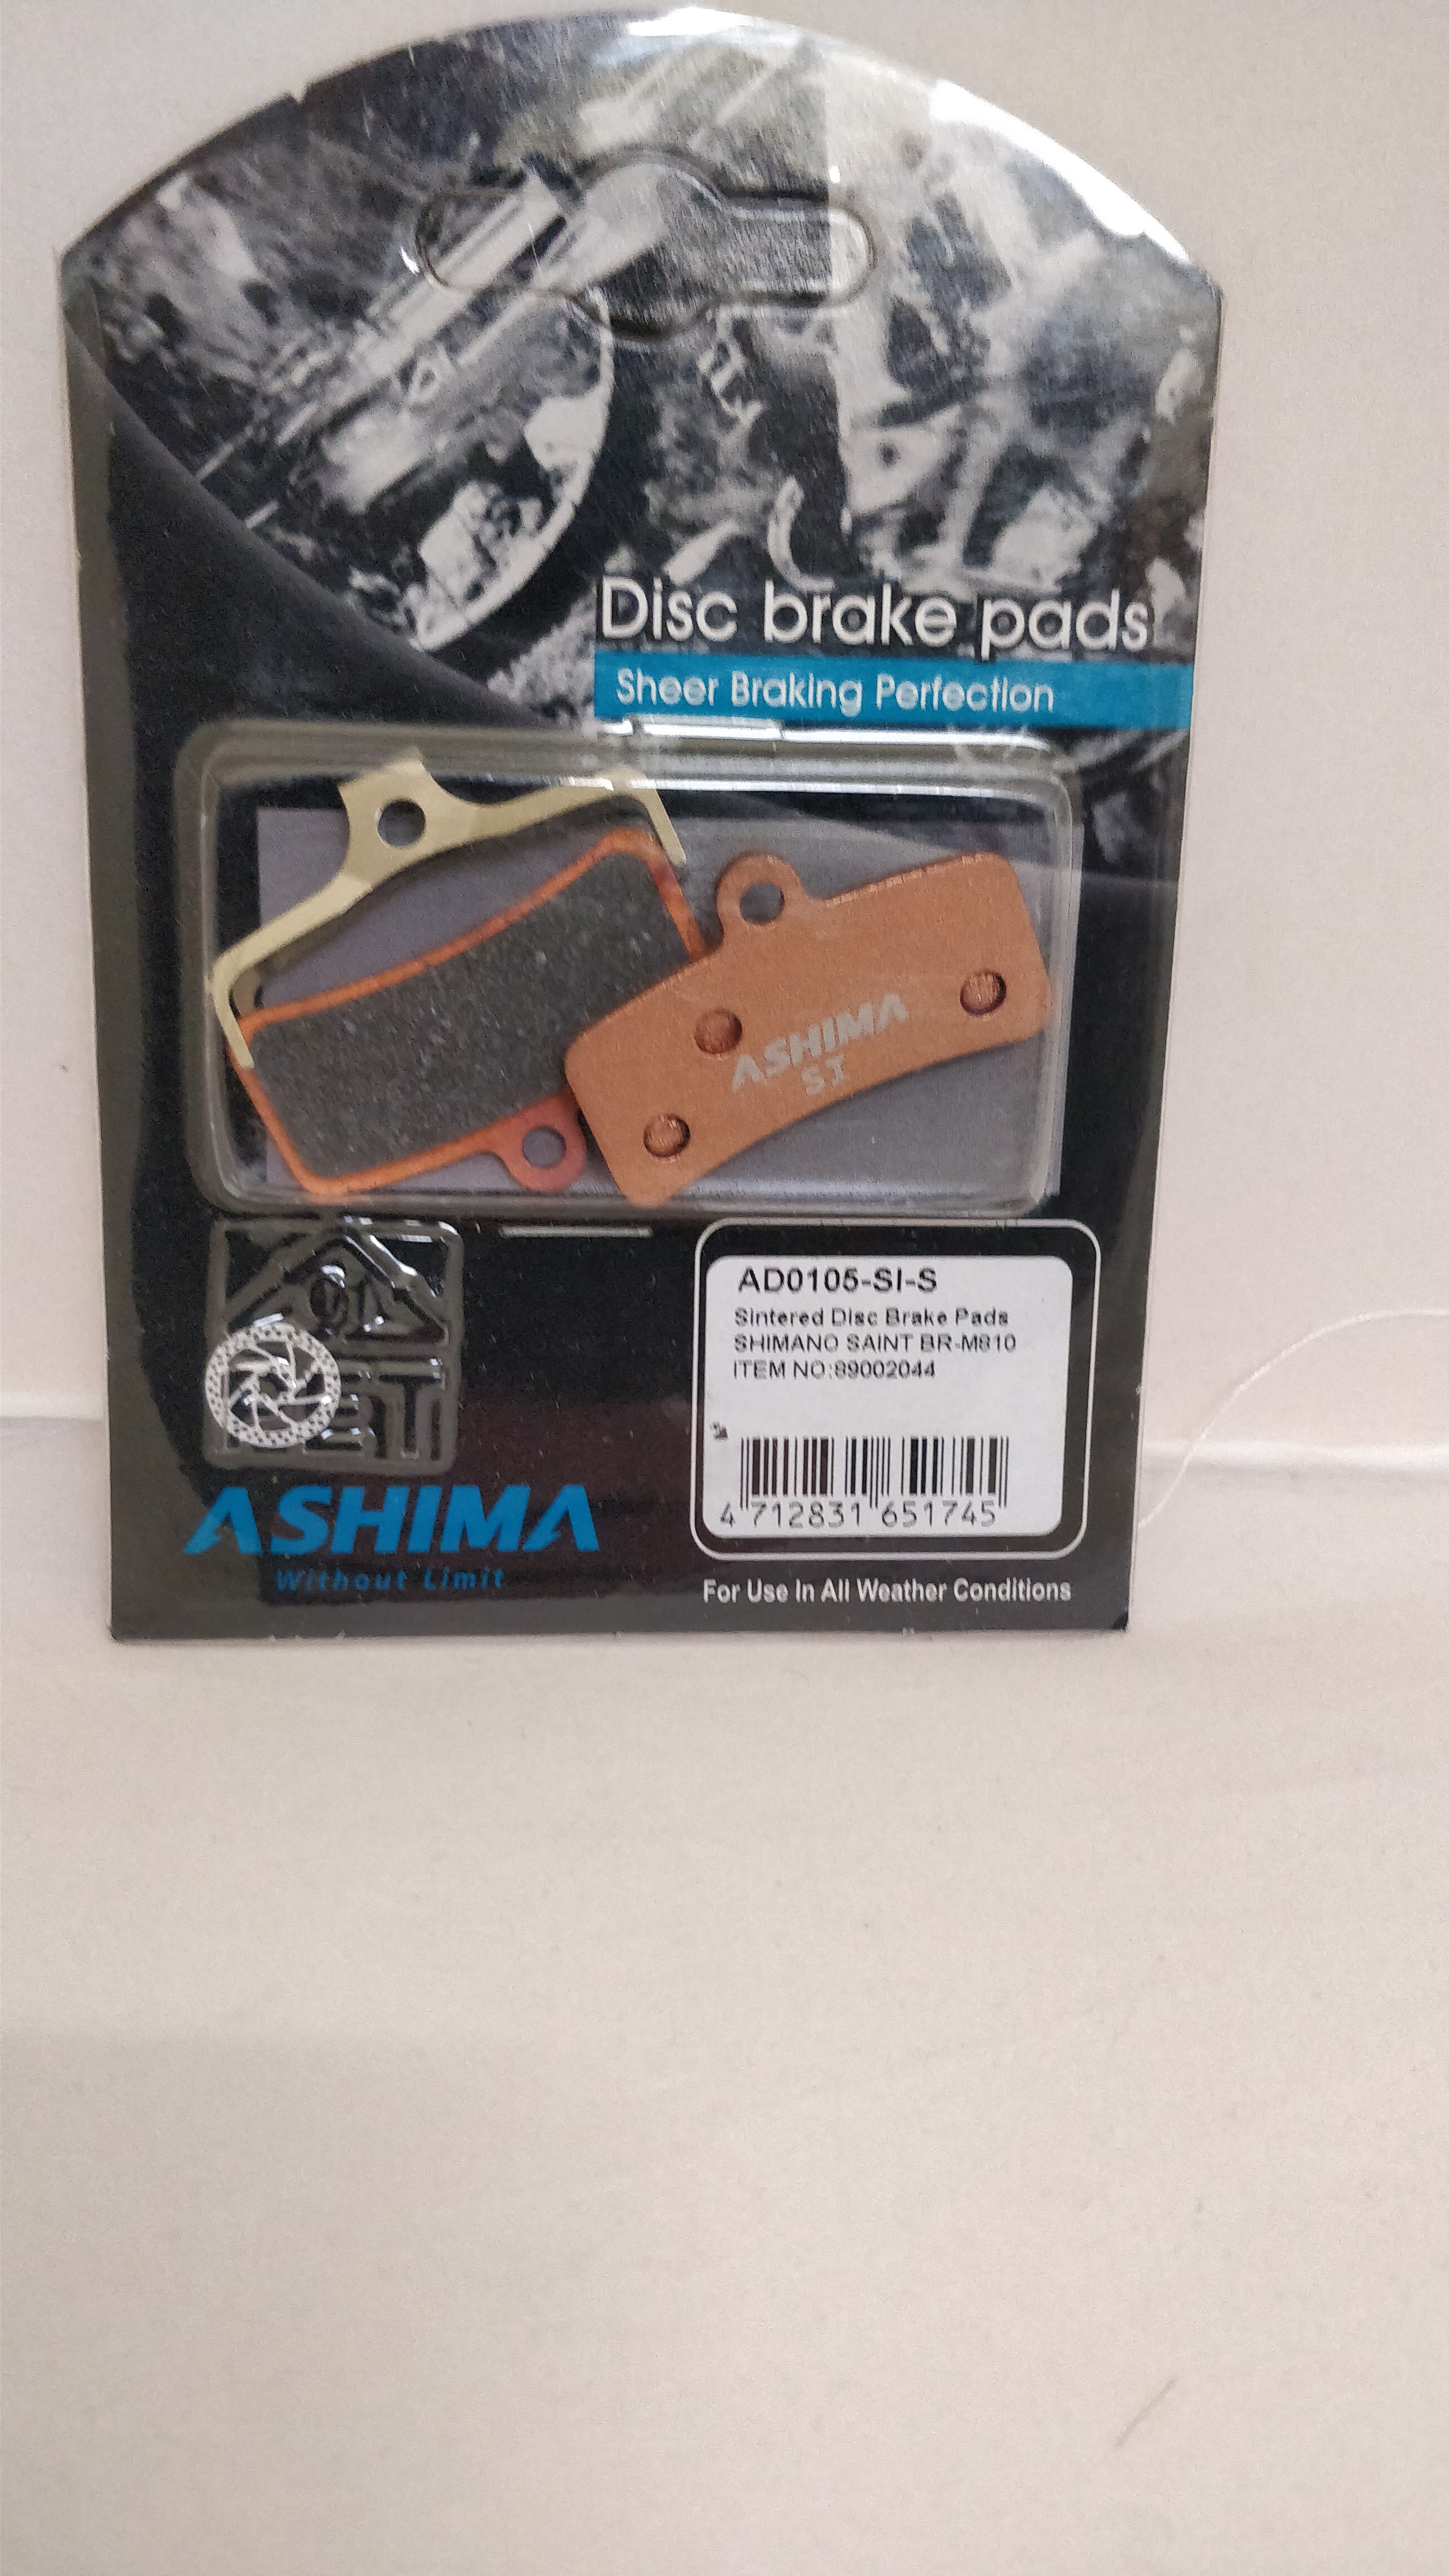 Disc brake pads
Sheer Braking Perfection
ASHIMA
SI
AD0105-SI-S
Sintered Disc Brake Pads
SHIMANO SAINT BR-M810
ITEM NO:89002044
4 712831 651745
ASHIMA
Without Limit
For Use In All Weather Conditions